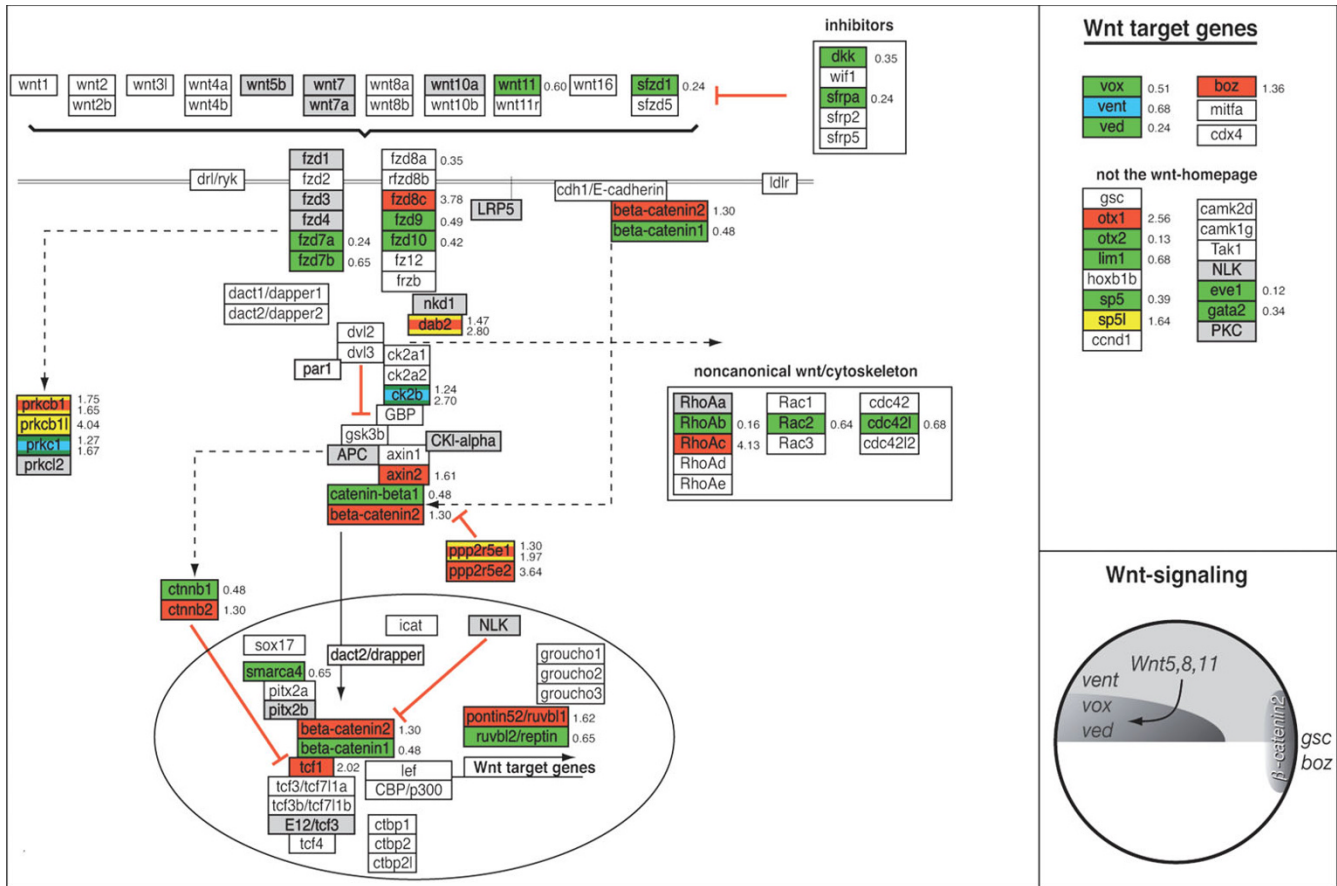 inhibitors
wnt1 wnt2 wnt3l wnt4a wnt5b wnt7 wnt8a wnt10a wnt11 0.60 wnt16 sfzd1 0.24
wnt2b wnt4b wnt7a wnt8b wnt10b wnt11r sfzd5
dkk 0.35
wif1
sfrpa 0.24
sfrp2
sfrp5
fzd1
fzd2
fzd3
fzd4
fzd7a 0.24
fzd7b 0.65
fzd8a 0.35
rfzd8b
fzd8c 3.78
fzd9 0.49
fzd10 0.42
fz12
frzb
drl/ryk
LRP5
cdh1/E-cadherin
beta-catenin2 1.30
beta-catenin1 0.48
ldlr
dact1/dapper1
dact2/dapper2
nkd1
dab2 1.47
2.80
dvl2
dvl3
par1
ck2a1
ck2a2
ck2b 1.24
2.70
GBP
gsk3b
CKI-alpha
APC axin1
axin2 1.61
catenin-beta1 0.48
beta-catenin2 1.30
prkcb1 1.75
1.65
prkcb1l 4.04
prkc1 1.27
1.67
prkcl2
ppp2r5e1 1.30
1.97
ppp2r5e2 3.64
noncanonical wnt/cytoskeleton
RhoAa Rac1 cdc42
RhoAb 0.16 Rac2 0.64 cdc42l 0.68
RhoAc 4.13 Rac3 cdc42l2
RhoAd
RhoAe
ctnnb1 0.48
ctnnb2 1.30
icat
NLK
sox17
dact2/drapper
smarca4 0.65
pitx2a
pitx2b
groucho1
groucho2
groucho3
beta-catenin2 1.30
beta-catenin1 0.48
pontin52/ruvbl1 1.62
ruvbl2/reptin 0.65
tcf1 2.02
tcf3/tcf7l1a
tcf3b/tcf7l1b
E12/tcf3
tcf4
lef
CBP/p300
Wnt target genes
ctbp1
ctbp2
ctbp2l
Wnt target genes
vox 0.51 boz 1.36
vent 0.68 mitfa
ved 0.24 cdx4
not the wnt-homepage
gsc
otx1 2.56
otx2 0.13
lim1 0.68
hoxb1b
sp5 0.39
sp5l 1.64
ccnd1
camk2d
camk1g
Tak1
NLK
eve1 0.12
gata2 0.34
PKC
Wnt-signaling
Wnt5,8,11
vent
vox
ved
β-catenin2
gsc
boz